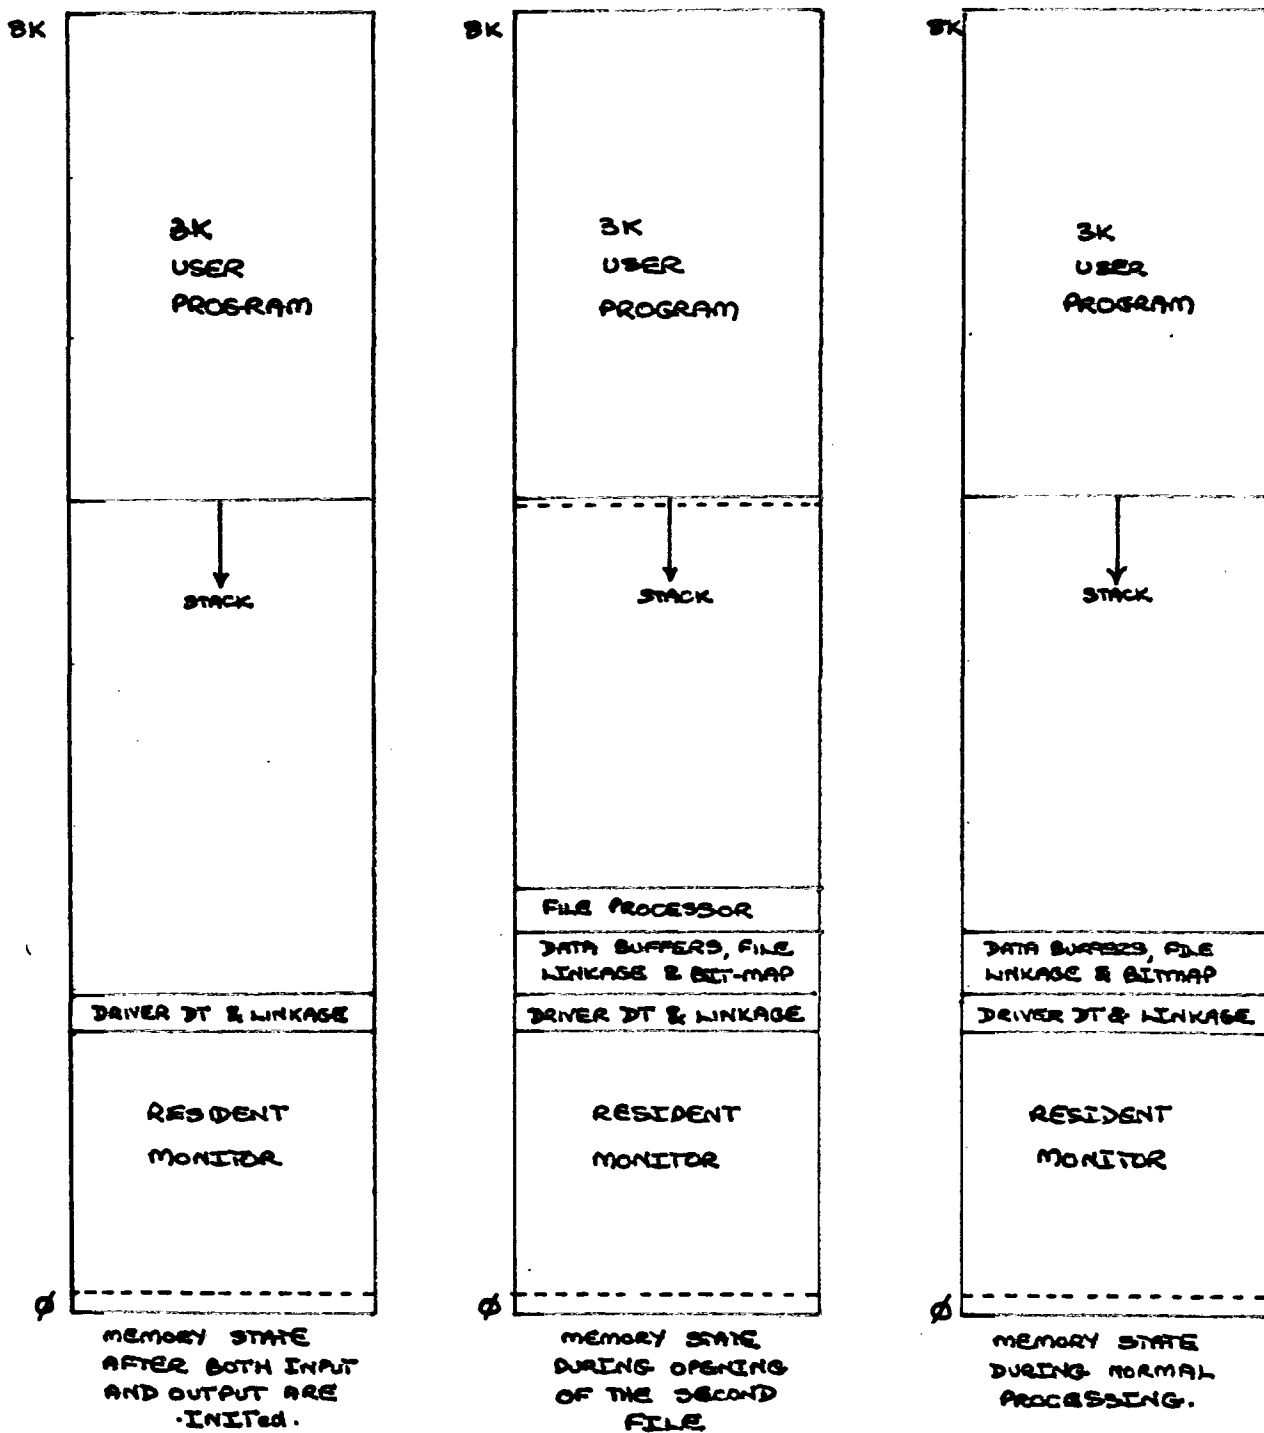 8K
3K
USER
PROGRAM
STACK
DRIVER DT & LINKAGE
RESIDENT
MONITOR
Ø
MEMORY STATE
AFTER BOTH INPUT
AND OUTPUT ARE
.INITed.
8K
3K
USER
PROGRAM
STACK
FILE PROCESSOR
DATA BUFFERS, FILE
LINKAGE & BIT-MAP
DRIVER DT & LINKAGE
RESIDENT
MONITOR
Ø
MEMORY STATE
DURING OPENING
OF THE SECOND
FILE
8K
3K
USER
PROGRAM
STACK
DATA BUFFERS, FILE
LINKAGE & BITMAP
DRIVER DT & LINKAGE
RESIDENT
MONITOR
Ø
MEMORY STATE
DURING NORMAL
PROCESSING.